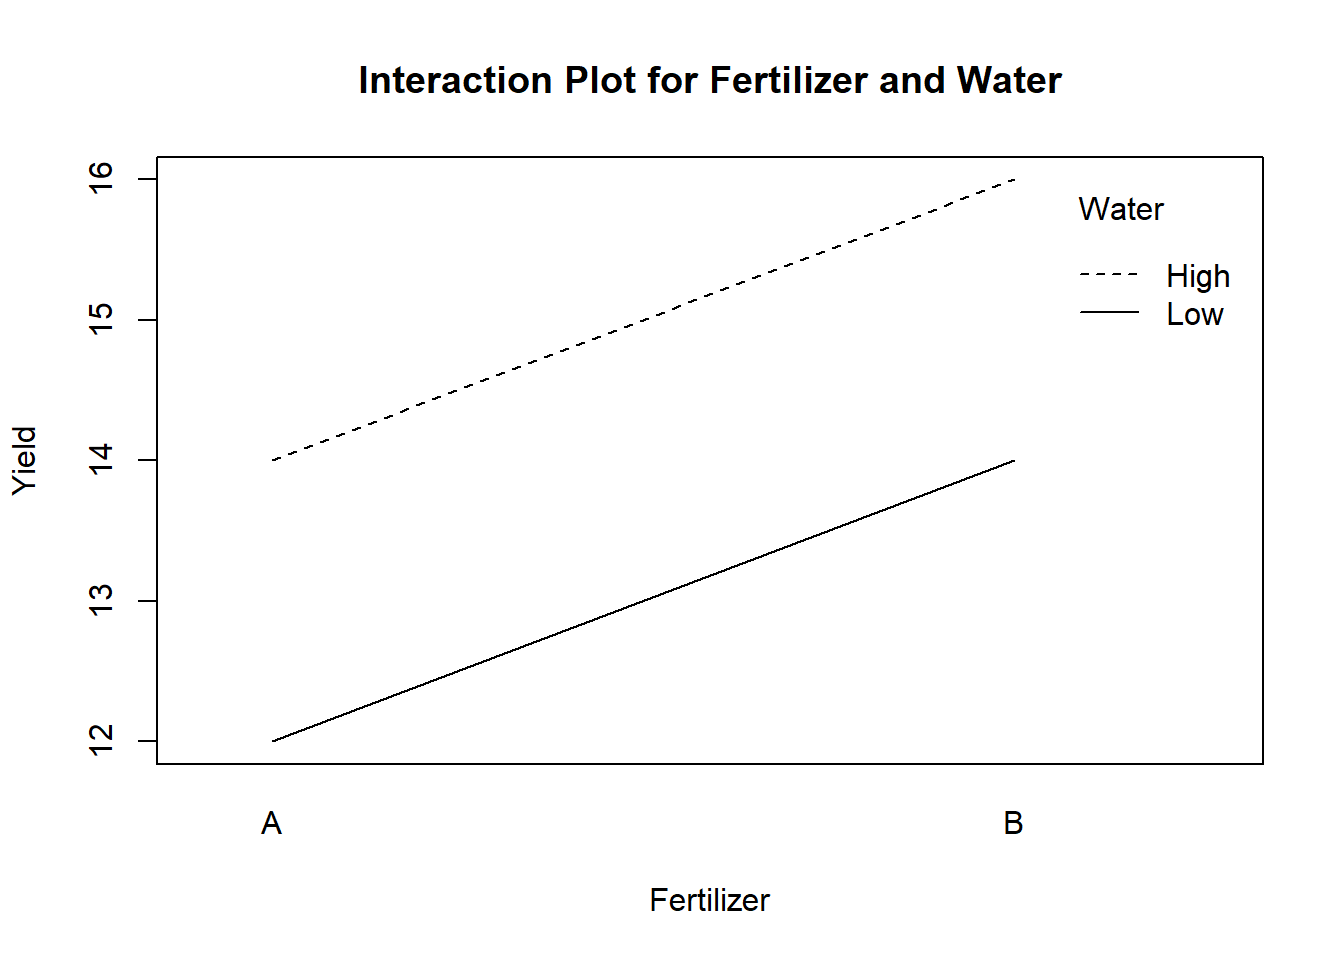 Interaction Plot for Fertilizer and Water
16
15
14
13
12
Yield
Water
High
Low
A
B
Fertilizer